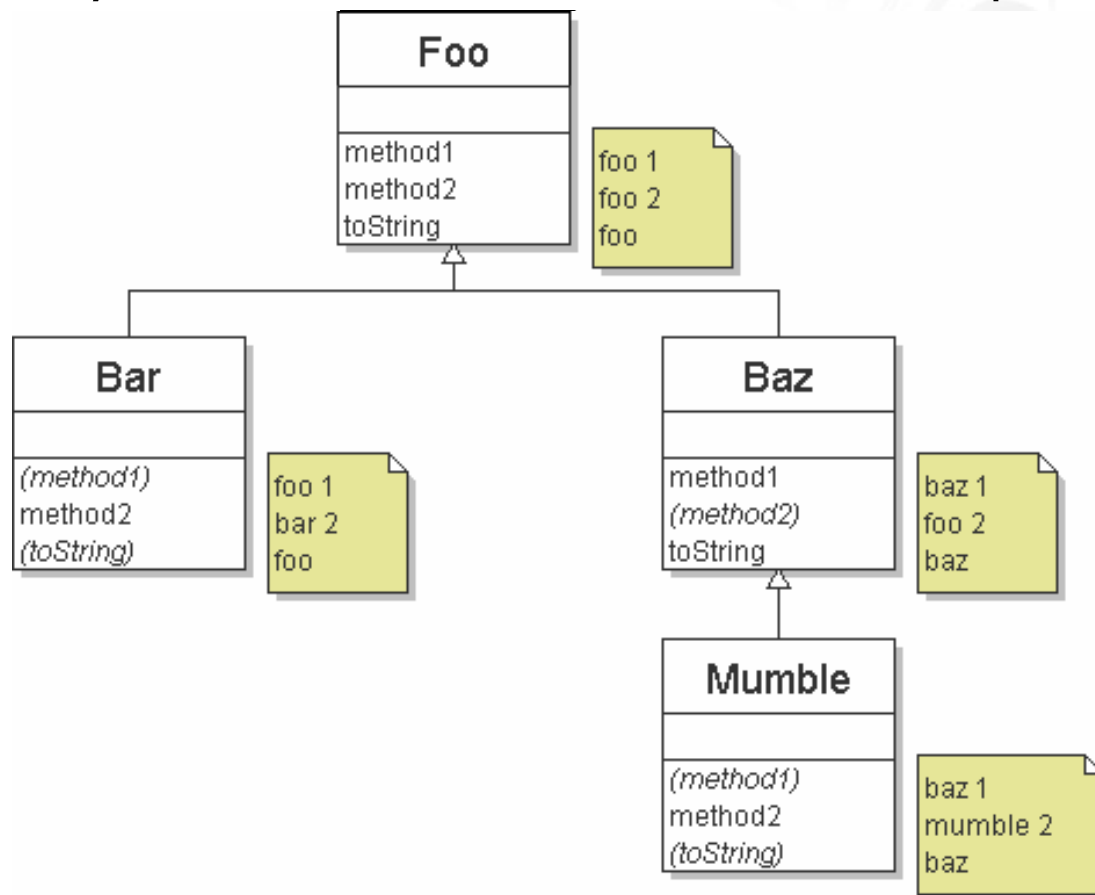 Foo
method1
method2
toString
foo 1
foo 2
foo
Bar
(method1)
method2
(toString)
foo 1
bar 2
foo
Baz
method1
(method2)
toString
baz 1
foo 2
baz
Mumble
(method1)
method2
(toString)
baz 1
mumble 2
baz